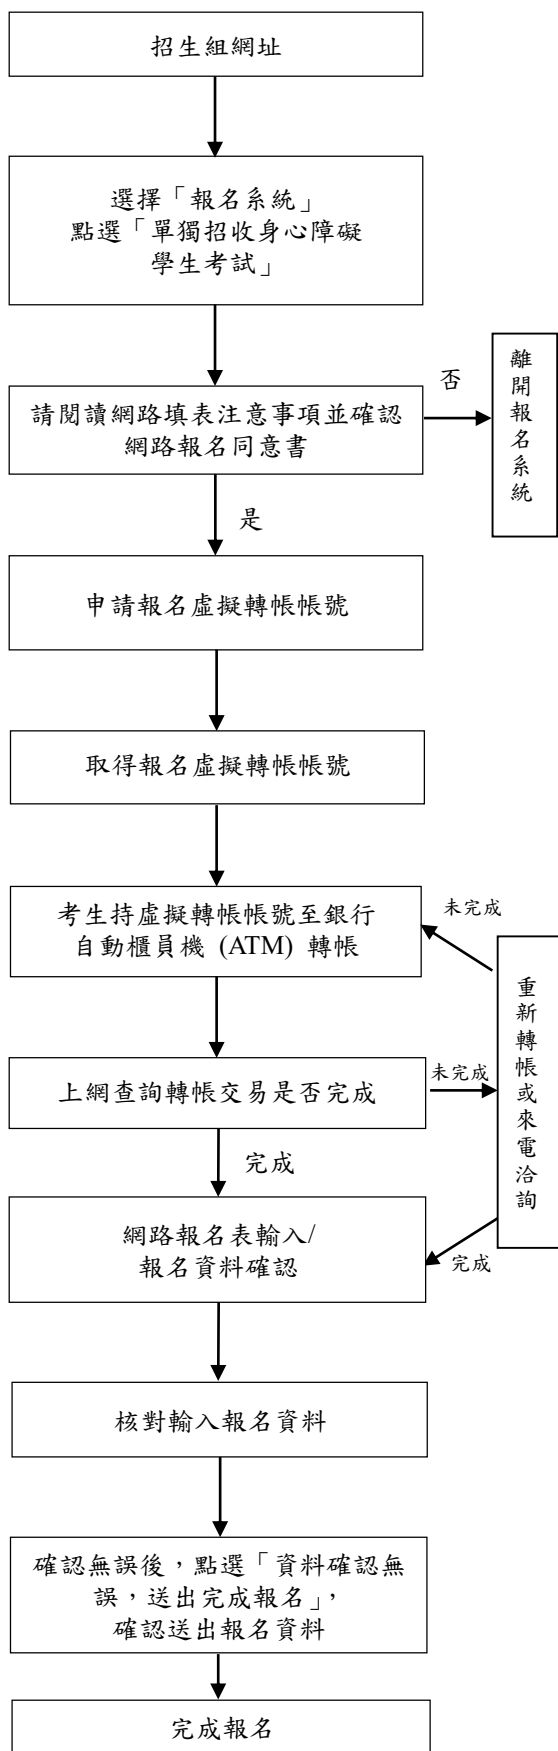 招生組網址
選擇「報名系統」
點選「單獨招收身心障礙
學生考試」
請閱讀網路填表注意事項並確認
網路報名同意書
否
離開報名系統
是
申請報名虛擬轉帳帳號
取得報名虛擬轉帳帳號
考生持虛擬轉帳帳號至銀行
自動櫃員機 (ATM) 轉帳
未完成
重新轉帳或來電洽詢
上網查詢轉帳交易是否完成
未完成
完成
網路報名表輸入/
報名資料確認
完成
核對輸入報名資料
確認無誤後，點選「資料確認無
誤，送出完成報名」，
確認送出報名資料
完成報名